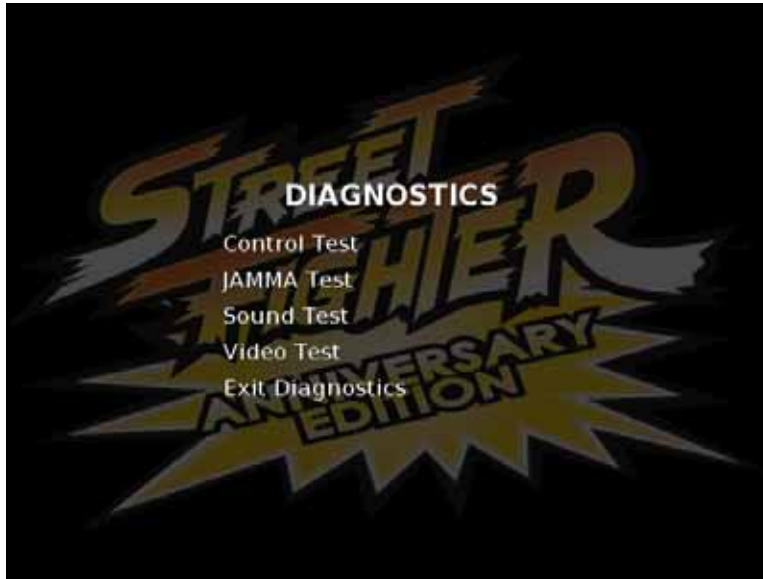 STREET
FIGHTER
DIAGNOSTICS
Control Test
JAMMA Test
Sound Test
Video Test
Exit Diagnostics
ANNIVERSARY
EDITION